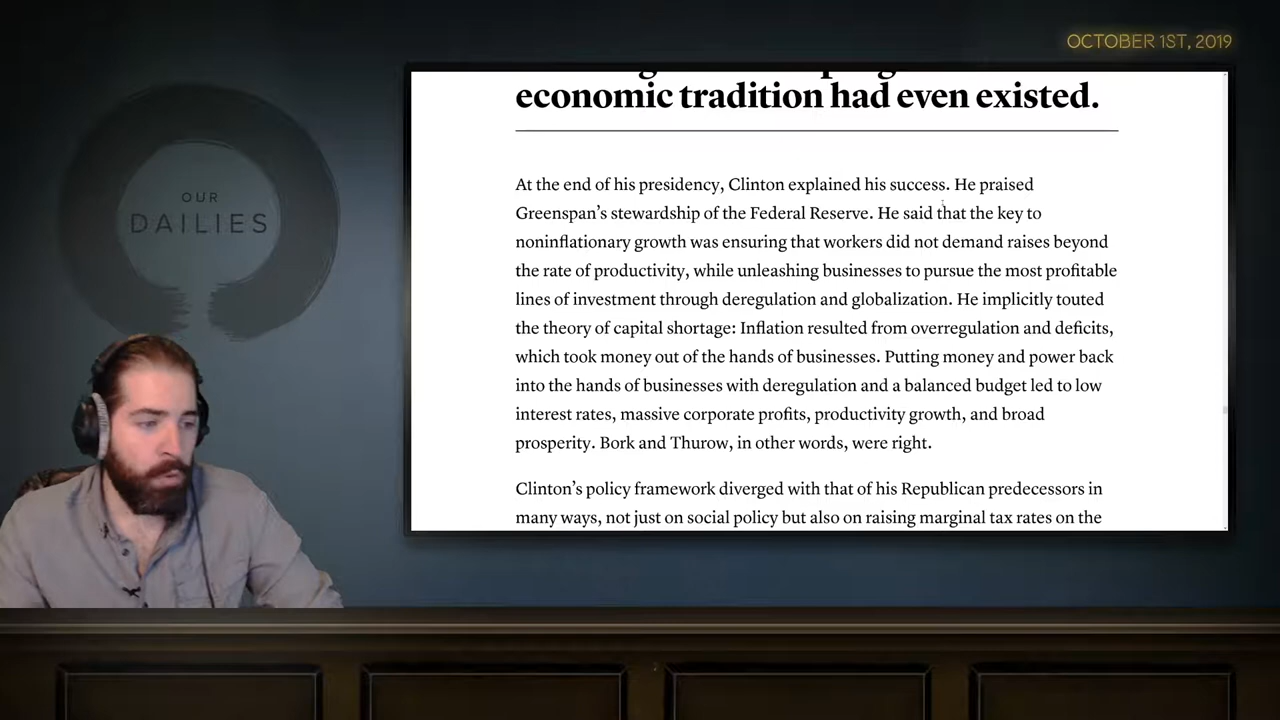 OCTOBER 1ST, 2019
OUR
DAILIES
economic tradition had even existed.
At the end of his presidency, Clinton explained his success. He praised
Greenspan’s stewardship of the Federal Reserve. He said that the key to
noninflationary growth was ensuring that workers did not demand raises beyond
the rate of productivity, while unleashing businesses to pursue the most profitable
lines of investment through deregulation and globalization. He implicitly touted
the theory of capital shortage: Inflation resulted from overregulation and deficits,
which took money out of the hands of businesses. Putting money and power back
into the hands of businesses with deregulation and a balanced budget led to low
interest rates, massive corporate profits, productivity growth, and broad
prosperity. Bork and Thurow, in other words, were right.
Clinton’s policy framework diverged with that of his Republican predecessors in
many ways, not just on social policy but also on raising marginal tax rates on the